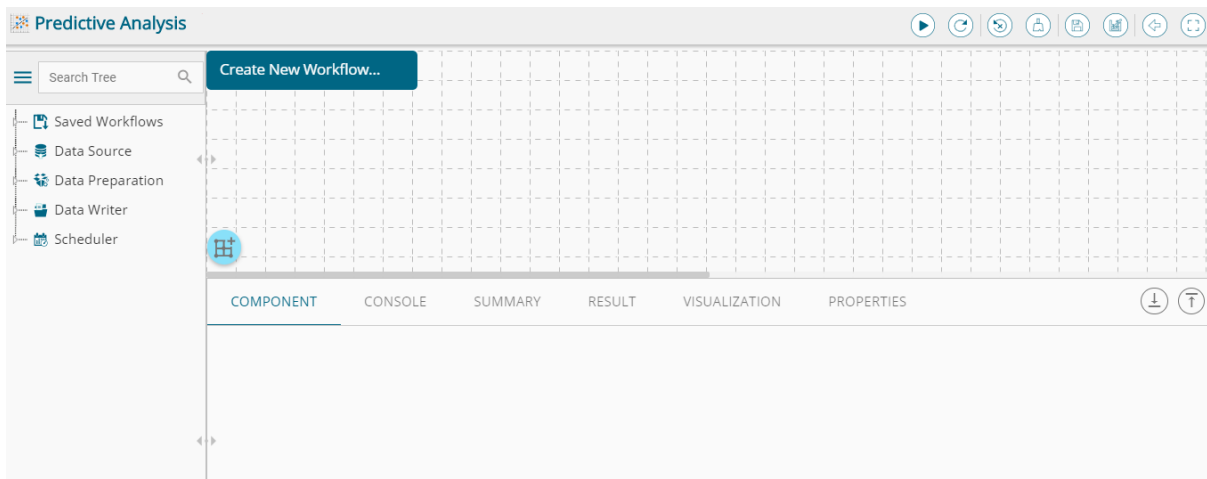 Predictive Analysis
Search Tree
Create New Workflow...
Saved Workflows
Data Source
Data Preparation
Data Writer
Scheduler
COMPONENT CONSOLE SUMMARY RESULT VISUALIZATION PROPERTIES